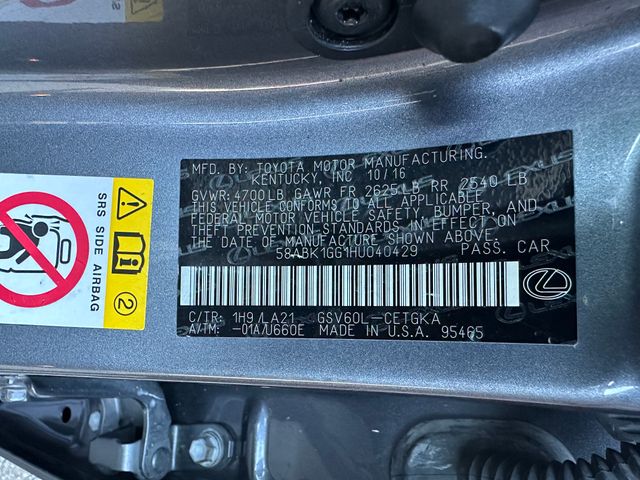 MFD. BY: TOYOTA MOTOR MANUFACTURING.
KENTUCKY, INC 10/16
GVWR: 4700LB GAWR FR 2625LB RR 2540 LB
THIS VEHICLE CONFORMS TO ALL APPLICABLE
FEDERAL MOTOR VEHICLE SAFETY, BUMPER, AND
THEFT PREVENTION STANDARDS IN EFFECT ON
THE DATE OF MANUFACTURE SHOWN ABOVE.
58ABK1GG1HU040429 PASS. CAR
C/TR: 1H9/LA21 GSV60L-CETGKA
A/TM: -01A/U660E MADE IN U.S.A. 95465
SRS SIDE AIRBAG
2